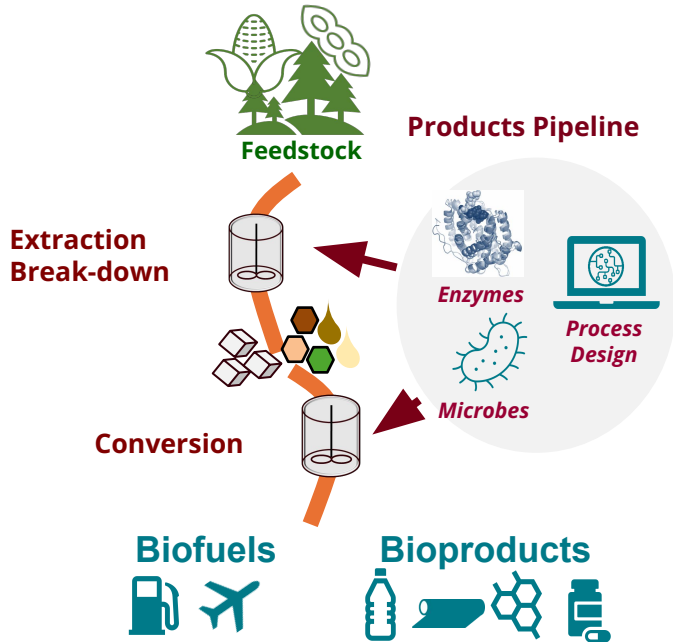 Feedstock
Products Pipeline
Extraction
Break-down
Enzymes
Process
Design
Microbes
Conversion
Biofuels
Bioproducts